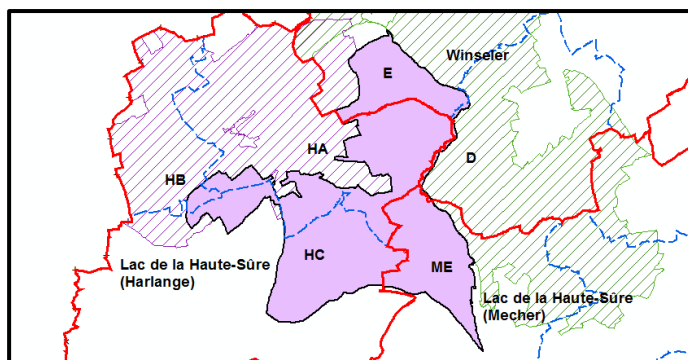 Winseler
E
HA
D
HB
Lac de la Haute-Sûre
(Harlange)
HC
ME
Lac de la Haute-Sûre
(Mecher)